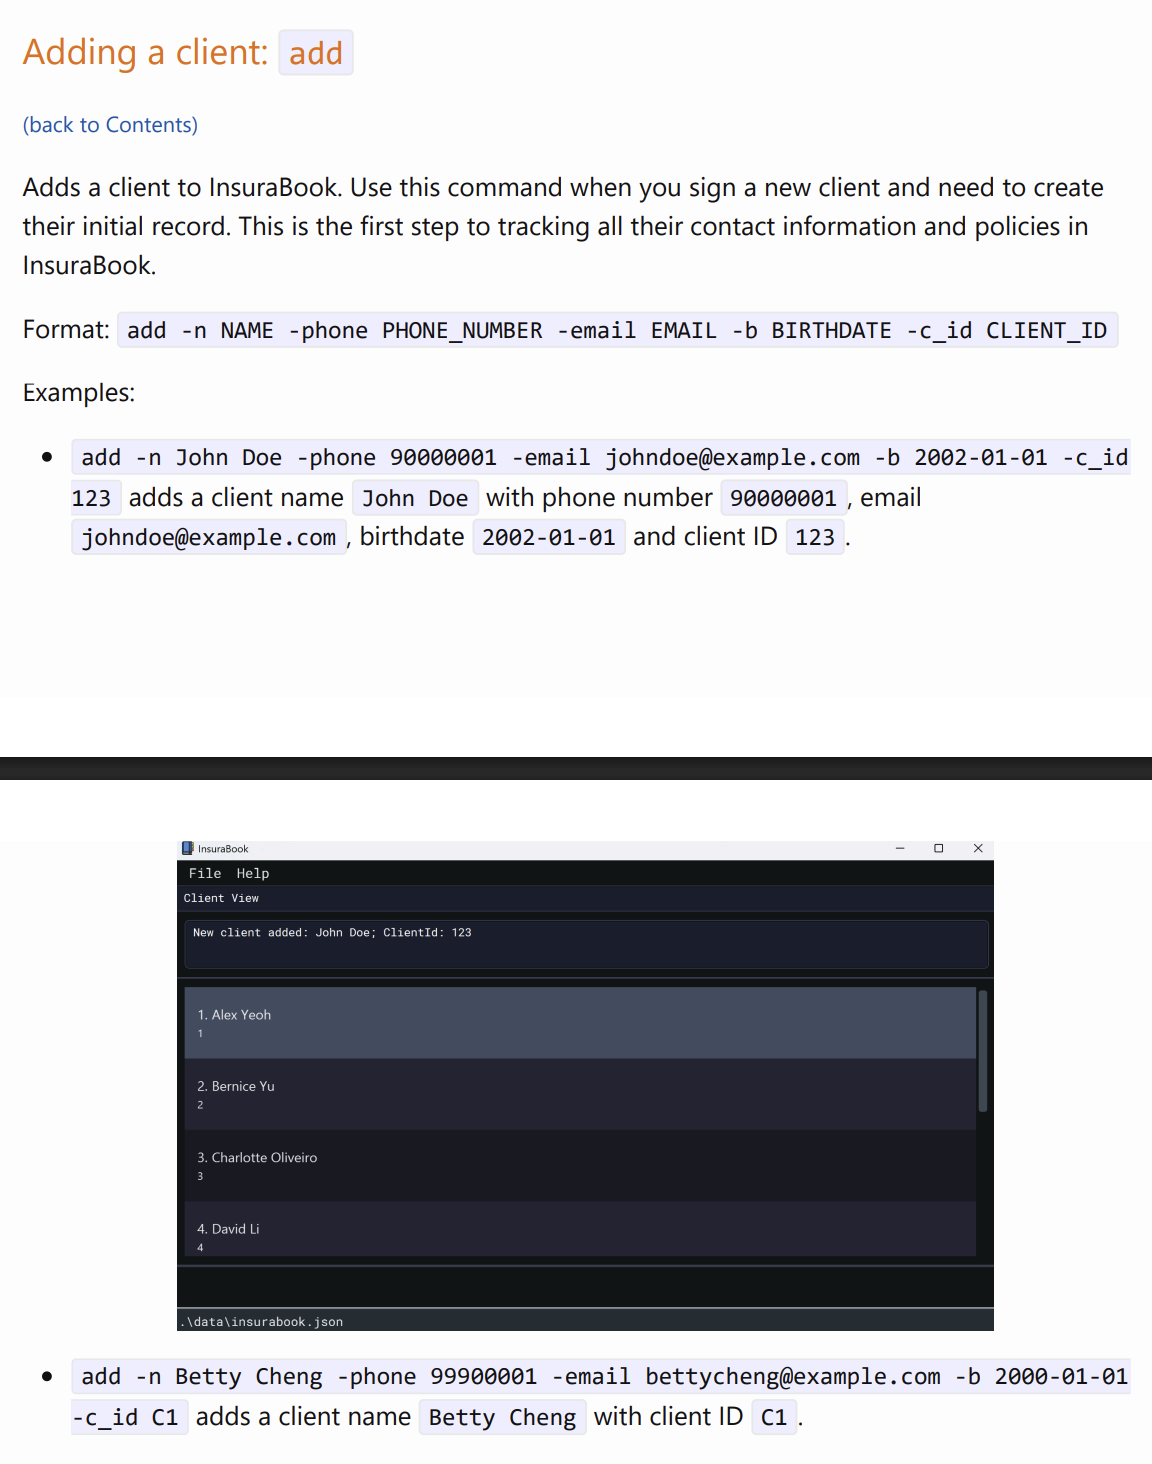 Adding a client: add
(back to Contents)
Adds a client to InsuraBook. Use this command when you sign a new client and need to create
their initial record. This is the first step to tracking all their contact information and policies in
InsuraBook.
Format: add -n NAME -phone PHONE_NUMBER -email EMAIL -b BIRTHDATE -c_id CLIENT_ID
Examples:
add -n John Doe -phone 90000001 -email johndoe@example.com -b 2002-01-01 -c_id
123 adds a client name John Doe with phone number 90000001, email
johndoe@example.com, birthdate 2002-01-01 and client ID 123.
InsuraBook
File Help
Client View
New client added: John Doe; ClientId: 123
1. Alex Yeoh
1
2. Bernice Yu
2
3. Charlotte Oliveiro
3
4. David Li
4
.\data\insurabook.json
add -n Betty Cheng -phone 99900001 -email bettycheng@example.com -b 2000-01-01
-c_id C1 adds a client name Betty Cheng with client ID C1.